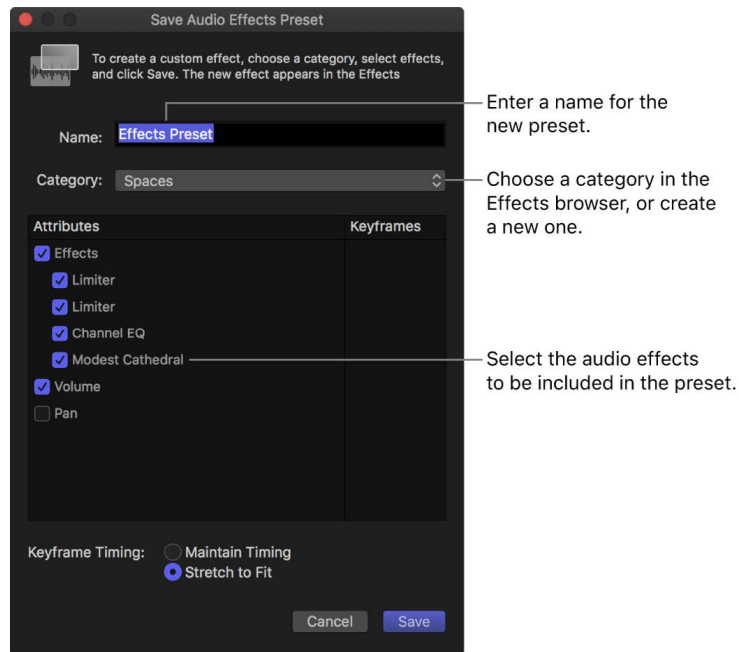 Save Audio Effects Preset
To create a custom effect, choose a category, select effects,
and click Save. The new effect appears in the Effects
Name: Effects Preset
Enter a name for the
new preset.
Category: Spaces
Choose a category in the
Effects browser, or create
a new one.
Attributes Keyframes
Effects
Limiter
Limiter
Channel EQ
Modest Cathedral
Select the audio effects
to be included in the preset.
Volume
Pan
Keyframe Timing: Maintain Timing
Stretch to Fit
Cancel Save